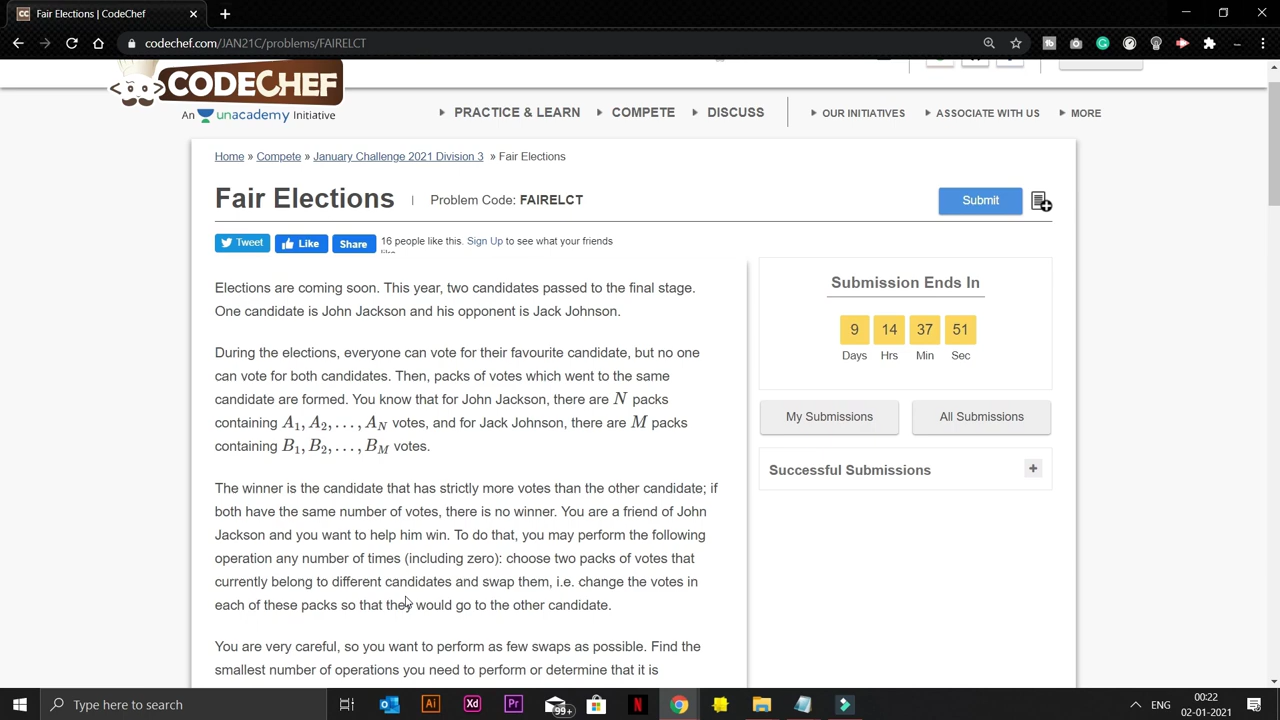 Fair Elections | CodeChef
codechef.com/JAN21C/problems/FAIRELCT
CODECHEF
An unacademy Initiative
PRACTICE & LEARN COMPETE DISCUSS OUR INITIATIVES ASSOCIATE WITH US MORE
Home » Compete » January Challenge 2021 Division 3 » Fair Elections
Fair Elections | Problem Code: FAIRELCT
Submit
Tweet Like Share 16 people like this. Sign Up to see what your friends
Elections are coming soon. This year, two candidates passed to the final stage.
One candidate is John Jackson and his opponent is Jack Johnson.
During the elections, everyone can vote for their favourite candidate, but no one
can vote for both candidates. Then, packs of votes which went to the same
candidate are formed. You know that for John Jackson, there are N packs
containing A1, A2, . . . , AN votes, and for Jack Johnson, there are M packs
containing B1, B2, . . . , BM votes.
The winner is the candidate that has strictly more votes than the other candidate; if
both have the same number of votes, there is no winner. You are a friend of John
Jackson and you want to help him win. To do that, you may perform the following
operation any number of times (including zero): choose two packs of votes that
currently belong to different candidates and swap them, i.e. change the votes in
each of these packs so that they would go to the other candidate.
You are very careful, so you want to perform as few swaps as possible. Find the
smallest number of operations you need to perform or determine that it is
Submission Ends In
9 14 37 51
Days Hrs Min Sec
My Submissions All Submissions
Successful Submissions +
Type here to search
Ai Xd Pr 99+ N
ENG
00:22
02-01-2021